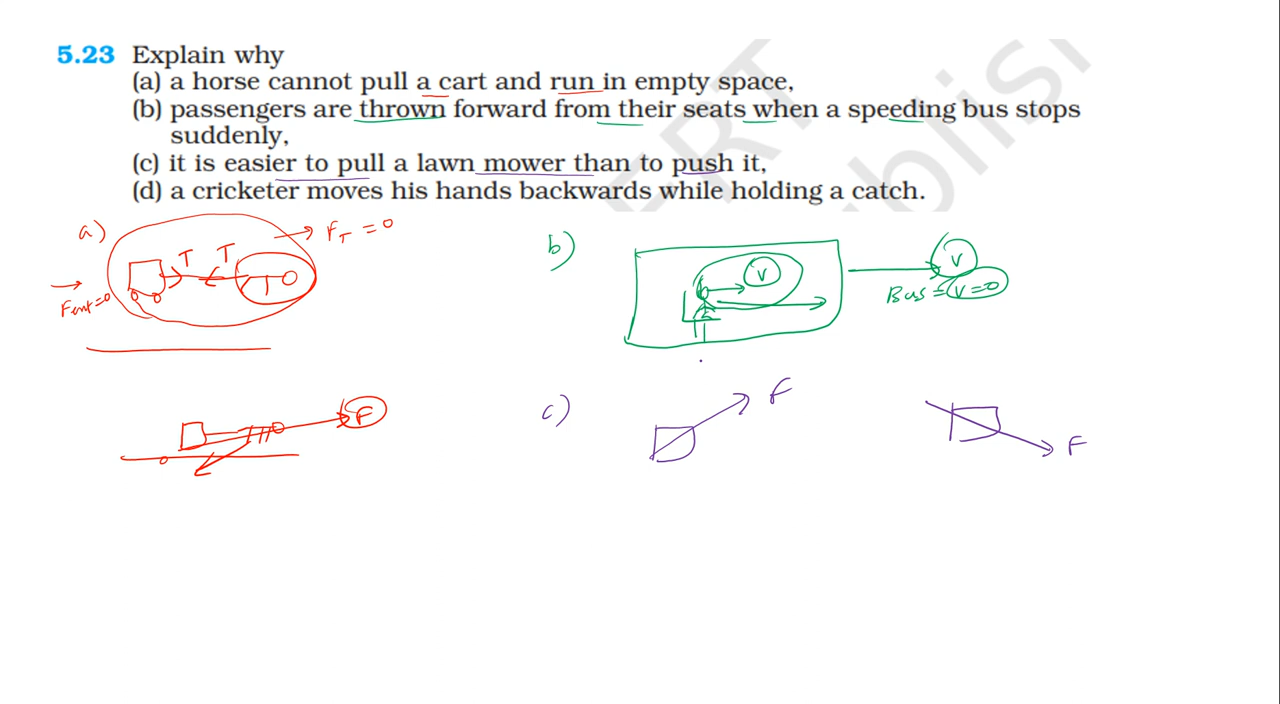 5.23 Explain why
(a) a horse cannot pull a cart and run in empty space,
(b) passengers are thrown forward from their seats when a speeding bus stops
suddenly,
(c) it is easier to pull a lawn mower than to push it,
(d) a cricketer moves his hands backwards while holding a catch.
a)
F_T = 0
T T
Fext=0
b)
V
V
Bus = V=0
F
c)
F
F